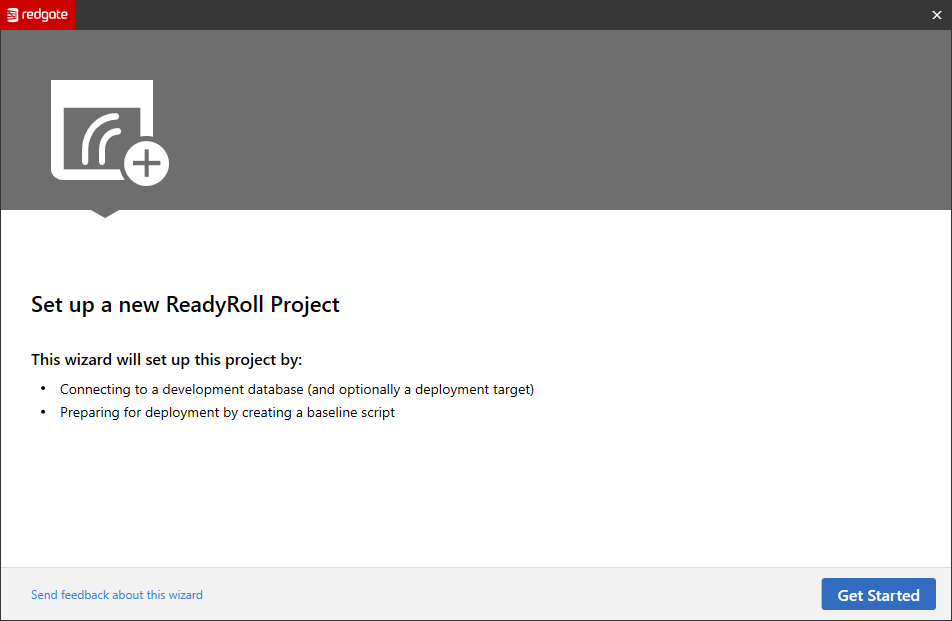 redgate
Set up a new ReadyRoll Project
This wizard will set up this project by:
• Connecting to a development database (and optionally a deployment target)
• Preparing for deployment by creating a baseline script
Send feedback about this wizard
Get Started